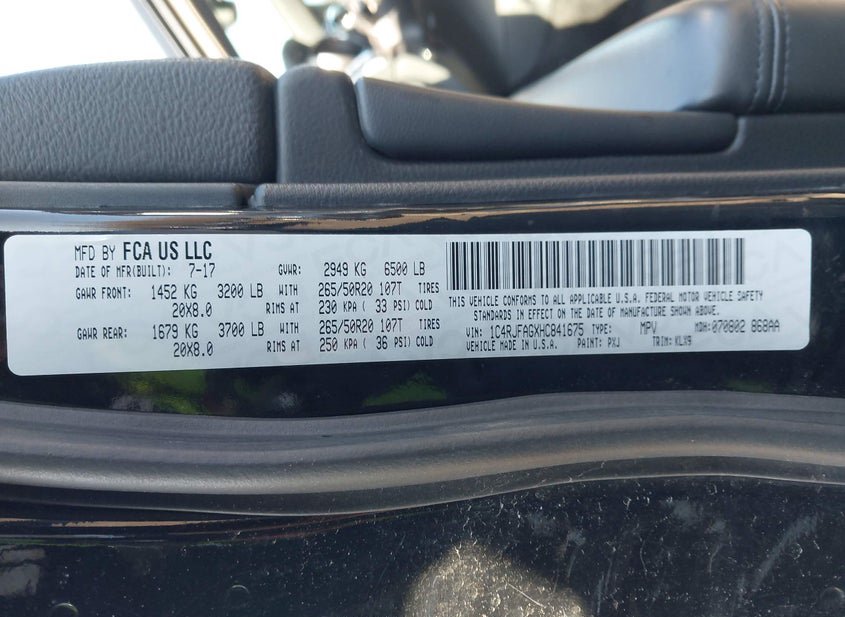 MFD BY FCA US LLC
DATE OF MFR(BUILT): 7-17 GVWR: 2949 KG 6500 LB
GAWR FRONT: 1452 KG 3200 LB WITH 265/50R20 107T TIRES
20X8.0 RIMS AT 230 KPA ( 33 PSI) COLD
GAWR REAR: 1679 KG 3700 LB WITH 265/50R20 107T TIRES
20X8.0 RIMS AT 250 KPA ( 36 PSI) COLD
THIS VEHICLE CONFORMS TO ALL APPLICABLE U.S.A. FEDERAL MOTOR VEHICLE SAFETY
STANDARDS IN EFFECT ON THE DATE OF MANUFACTURE SHOWN ABOVE.
VIN: 1C4RJFAGXHC841675 TYPE: MPV MDH: 070802 868AA
VEHICLE MADE IN U.S.A. PAINT: PXJ TRIM: KLX9